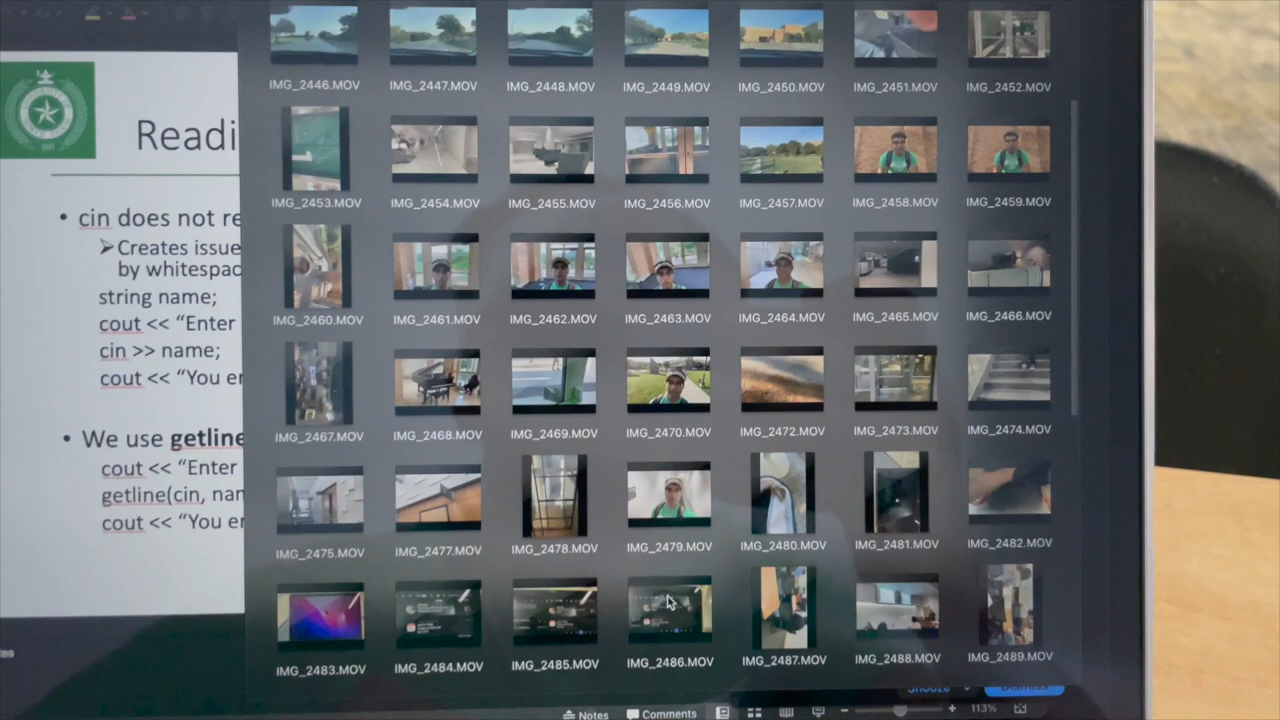 Readi
• cin does not re
➤Creates issue
by whitespac
string name;
cout << “Enter
cin >> name;
cout << “You er
• We use getline
cout << “Enter
getline(cin, nam
cout << “You er
IMG_2446.MOV IMG_2447.MOV IMG_2448.MOV IMG_2449.MOV IMG_2450.MOV IMG_2451.MOV IMG_2452.MOV
IMG_2453.MOV IMG_2454.MOV IMG_2455.MOV IMG_2456.MOV IMG_2457.MOV IMG_2458.MOV IMG_2459.MOV
IMG_2460.MOV IMG_2461.MOV IMG_2462.MOV IMG_2463.MOV IMG_2464.MOV IMG_2465.MOV IMG_2466.MOV
IMG_2467.MOV IMG_2468.MOV IMG_2469.MOV IMG_2470.MOV IMG_2472.MOV IMG_2473.MOV IMG_2474.MOV
IMG_2475.MOV IMG_2477.MOV IMG_2478.MOV IMG_2479.MOV IMG_2480.MOV IMG_2481.MOV IMG_2482.MOV
IMG_2483.MOV IMG_2484.MOV IMG_2485.MOV IMG_2486.MOV IMG_2487.MOV IMG_2488.MOV IMG_2489.MOV
Snooze Dismiss
Notes Comments 113%